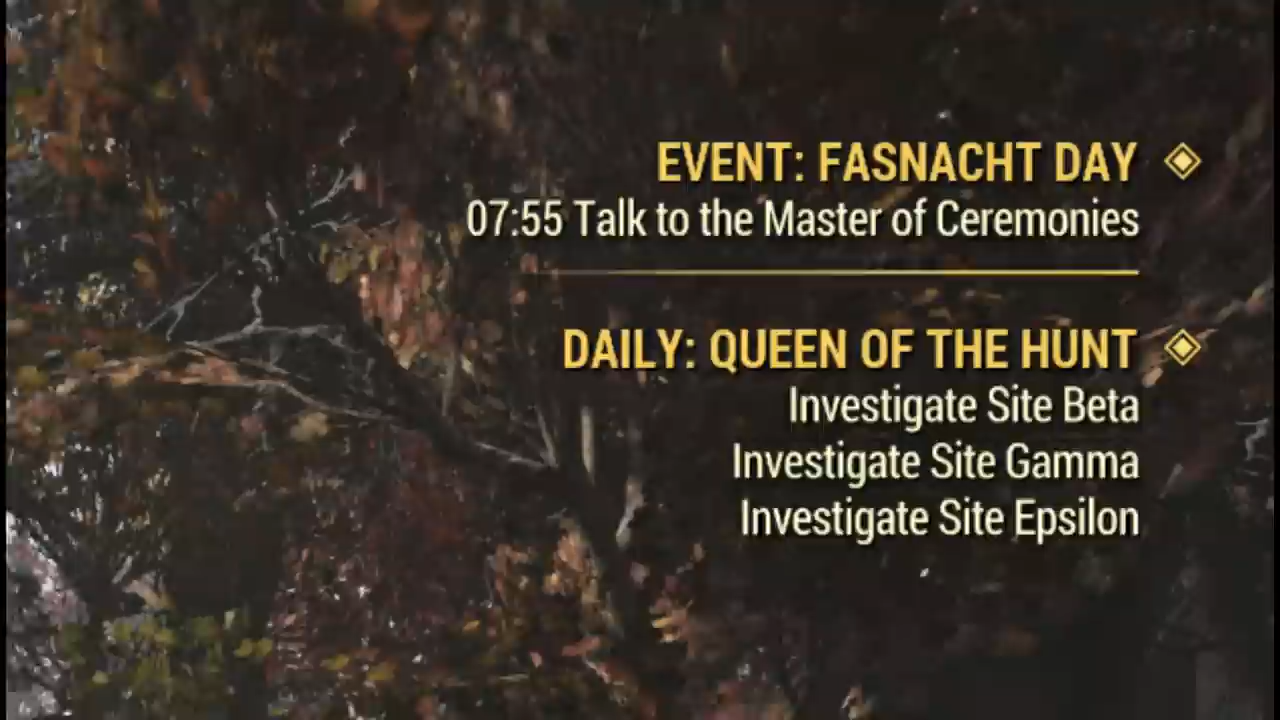 EVENT: FASNACHT DAY
07:55 Talk to the Master of Ceremonies
DAILY: QUEEN OF THE HUNT
Investigate Site Beta
Investigate Site Gamma
Investigate Site Epsilon